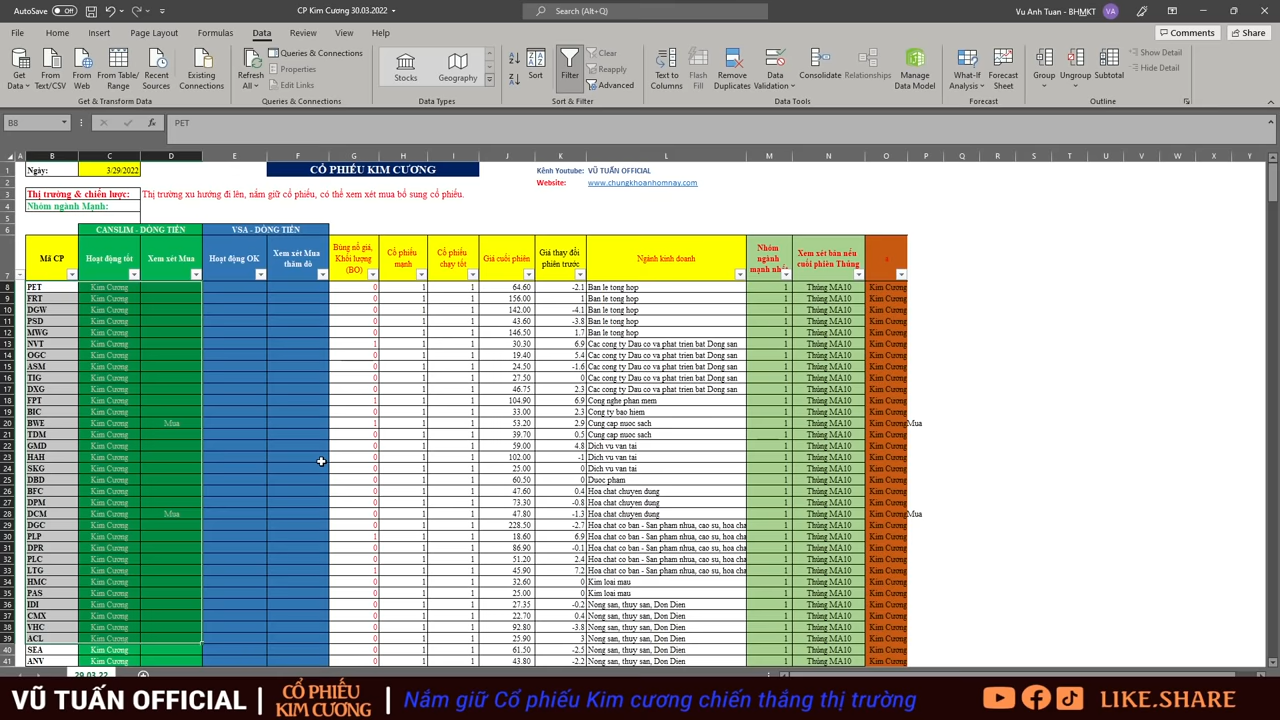 AutoSave Off CP Kim Cương 30.03.2022 Search (Alt+Q) Vu Anh Tuan - BHMKT VA
File Home Insert Page Layout Formulas Data Review View Help Comments Share
Get Data From Text/CSV From Web From Table/Range Recent Sources Existing Connections Refresh All Queries & Connections Properties Edit Links Stocks Geography Sort Filter Clear Reapply Advanced Text to Columns Flash Fill Remove Duplicates Data Validation Consolidate Relationships Manage Data Model What-If Analysis Forecast Sheet Group Ungroup Subtotal Show Detail Hide Detail
Get & Transform Data Queries & Connections Data Types Sort & Filter Data Tools Forecast Outline
B8 fx PET
A B C D E F G H I J K L M N O P Q R S T U V W X Y
1 Ngày: 3/29/2022 CỔ PHIẾU KIM CƯƠNG Kênh Youtube: VŨ TUẤN OFFICIAL
2 Website: www.chungkhoanhomnay.com
3 Thị trường & chiến lược: Thị trường xu hướng đi lên, nắm giữ cổ phiếu, có thể xem xét mua bổ sung cổ phiếu.
4 Nhóm ngành Mạnh:
5
6 CANSLIM - DÒNG TIỀN VSA - DÒNG TIỀN
7 Mã CP Hoạt động tốt Xem xét Mua Hoạt động OK Xem xét Mua thăm dò Bùng nổ giá, Khối lượng (BO) Cổ phiếu mạnh Cổ phiếu chạy tốt Giá cuối phiên Giá thay đổi phiên trước Ngành kinh doanh Nhóm ngành mạnh nhấ Xem xét bán nếu cuối phiên Thủng
8 PET Kim Cương 0 1 1 64.60 -2.1 Ban le tong hop 1 Thủng MA10 Kim Cương
9 FRT Kim Cương 0 1 1 156.00 1 Ban le tong hop 1 Thủng MA10 Kim Cương
10 DGW Kim Cương 0 1 1 142.00 -4.1 Ban le tong hop 1 Thủng MA10 Kim Cương
11 PSD Kim Cương 0 1 1 43.60 -3.8 Ban le tong hop 1 Thủng MA10 Kim Cương
12 MWG Kim Cương 0 1 1 146.50 1.7 Ban le tong hop 1 Thủng MA10 Kim Cương
13 NVT Kim Cương 1 1 1 30.30 6.9 Cac cong ty Dau co va phat trien bat Dong san 1 Thủng MA10 Kim Cương
14 OGC Kim Cương 0 1 1 19.40 5.4 Cac cong ty Dau co va phat trien bat Dong san 1 Thủng MA10 Kim Cương
15 ASM Kim Cương 0 1 1 24.50 -1.6 Cac cong ty Dau co va phat trien bat Dong san 1 Thủng MA10 Kim Cương
16 TIG Kim Cương 0 1 1 27.50 0 Cac cong ty Dau co va phat trien bat Dong san 1 Thủng MA10 Kim Cương
17 DXG Kim Cương 0 1 1 46.75 2.3 Cac cong ty Dau co va phat trien bat Dong san 1 Thủng MA10 Kim Cương
18 FPT Kim Cương 1 1 1 104.90 6.9 Cong nghe phan mem 1 Thủng MA10 Kim Cương
19 BIC Kim Cương 0 1 1 33.00 2.3 Cong ty bao hiem 1 Thủng MA10 Kim Cương
20 BWE Kim Cương Mua 1 1 1 53.20 2.9 Cung cap nuoc sach 1 Thủng MA10 Kim Cương Mua
21 TDM Kim Cương 0 1 1 39.70 0.5 Cung cap nuoc sach 1 Thủng MA10 Kim Cương
22 GMD Kim Cương 0 1 1 59.00 4.8 Dich vu van tai 1 Thủng MA10 Kim Cương
23 HAH Kim Cương 0 1 1 102.00 -1 Dich vu van tai 1 Thủng MA10 Kim Cương
24 SKG Kim Cương 0 1 1 25.00 0 Dich vu van tai 1 Thủng MA10 Kim Cương
25 DBD Kim Cương 0 1 1 60.50 0 Duoc pham 1 Thủng MA10 Kim Cương
26 BFC Kim Cương 0 1 1 47.60 0.4 Hoa chat chuyen dung 1 Thủng MA10 Kim Cương
27 DPM Kim Cương 0 1 1 73.30 -0.8 Hoa chat chuyen dung 1 Thủng MA10 Kim Cương
28 DCM Kim Cương Mua 0 1 1 47.80 -1.3 Hoa chat chuyen dung 1 Thủng MA10 Kim Cương Mua
29 DGC Kim Cương 0 1 1 228.50 -2.7 Hoa chat co ban - San pham nhua, cao su, hoa cha 1 Thủng MA10 Kim Cương
30 PLP Kim Cương 1 1 1 18.60 6.9 Hoa chat co ban - San pham nhua, cao su, hoa cha 1 Thủng MA10 Kim Cương
31 DPR Kim Cương 0 1 1 86.90 -0.1 Hoa chat co ban - San pham nhua, cao su, hoa cha 1 Thủng MA10 Kim Cương
32 PLC Kim Cương 0 1 1 51.20 2.4 Hoa chat co ban - San pham nhua, cao su, hoa cha 1 Thủng MA10 Kim Cương
33 LTG Kim Cương 1 1 1 45.90 7.2 Hoa chat co ban - San pham nhua, cao su, hoa cha 1 Thủng MA10 Kim Cương
34 HMC Kim Cương 0 1 1 32.60 0 Kim loai mau 1 Thủng MA10 Kim Cương
35 PAS Kim Cương 0 1 1 25.00 0 Kim loai mau 1 Thủng MA10 Kim Cương
36 IDI Kim Cương 0 1 1 27.35 -0.2 Nong san, thuy san, Don Dien 1 Thủng MA10 Kim Cương
37 CMX Kim Cương 0 1 1 22.70 0.4 Nong san, thuy san, Don Dien 1 Thủng MA10 Kim Cương
38 VHC Kim Cương 0 1 1 92.80 -3.8 Nong san, thuy san, Don Dien 1 Thủng MA10 Kim Cương
39 ACL Kim Cương 0 1 1 25.90 3 Nong san, thuy san, Don Dien 1 Thủng MA10 Kim Cương
40 SEA Kim Cương 0 1 1 61.50 -2.5 Nong san, thuy san, Don Dien 1 Thủng MA10 Kim Cương
41 ANV Kim Cương 0 1 1 43.80 -2.2 Nong san, thuy san, Don Dien 1 Thủng MA10 Kim Cương
29.03.22
VŨ TUẤN OFFICIAL | CỔ PHIẾU KIM CƯƠNG | Nắm giữ Cổ phiếu Kim cương chiến thắng thị trường LIKE.SHARE